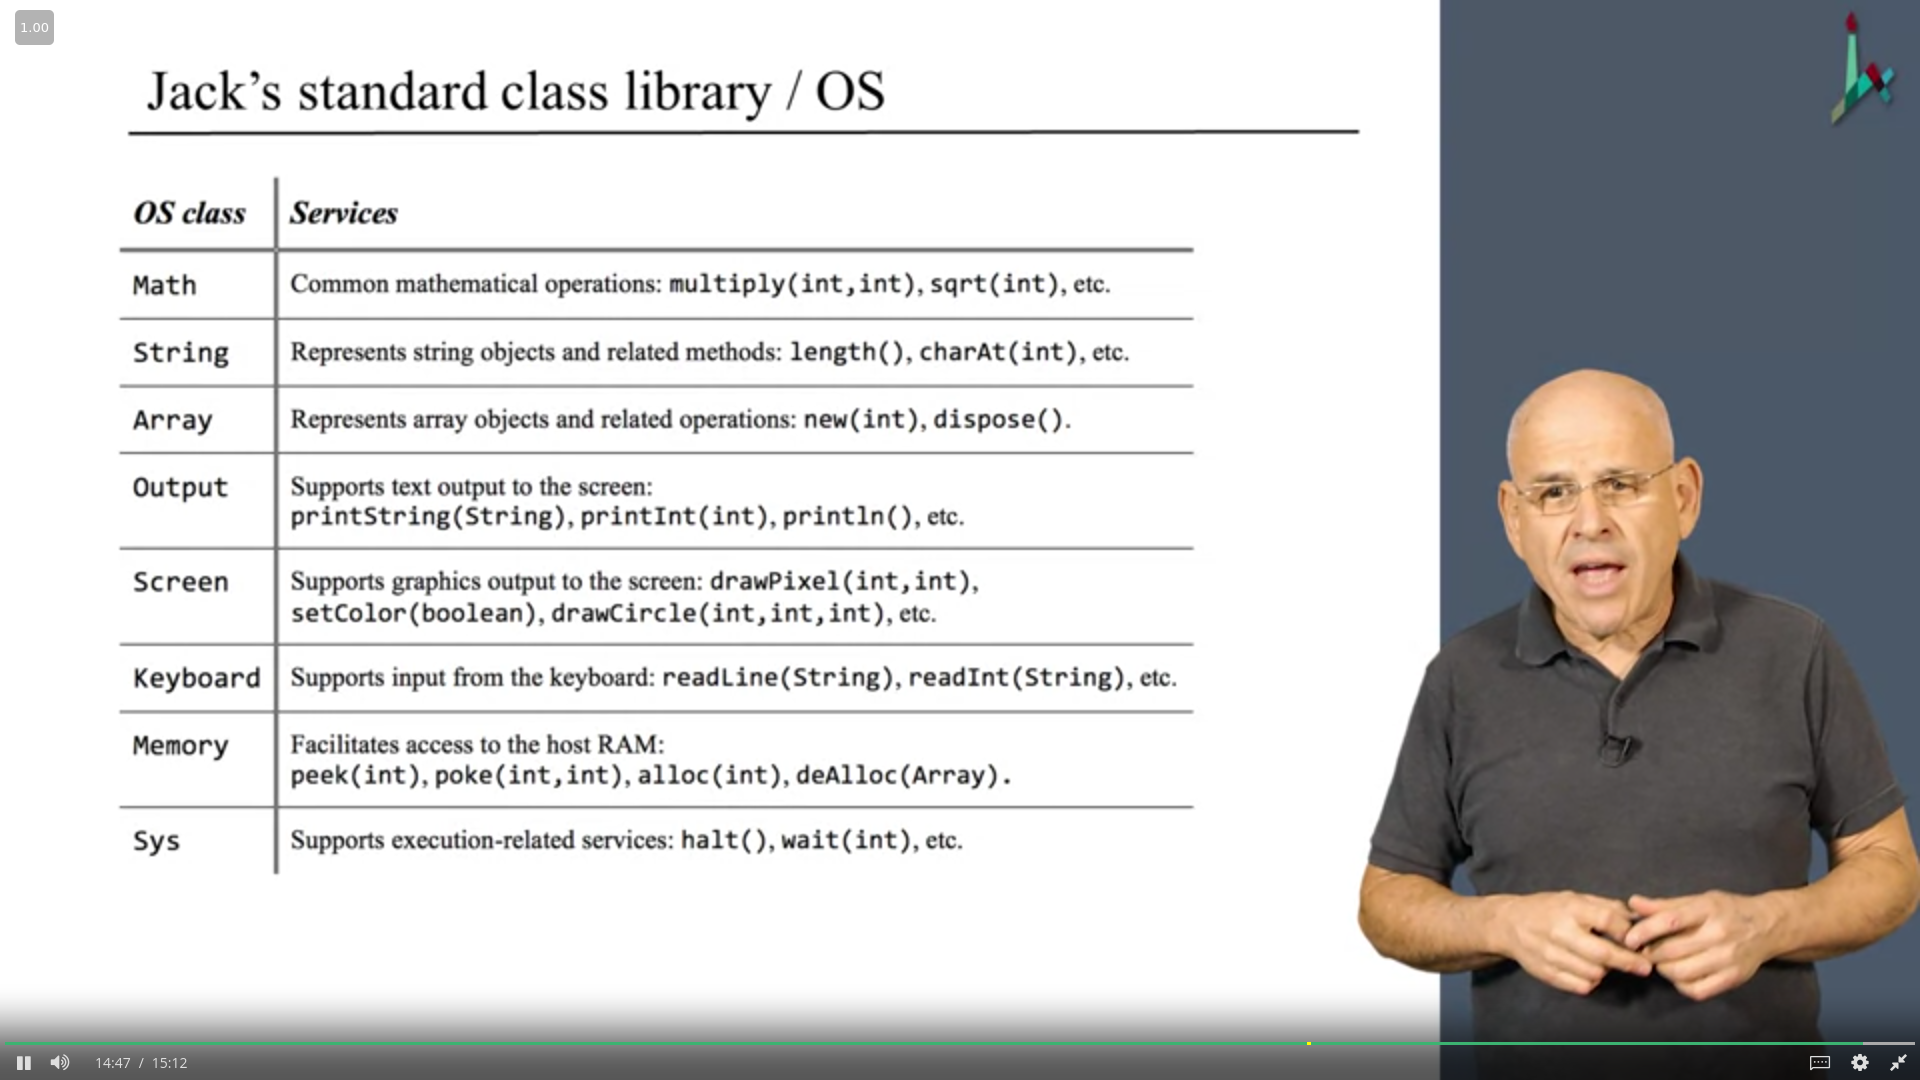 1.00
Jack’s standard class library / OS
OS class Services
Math Common mathematical operations: multiply(int,int), sqrt(int), etc.
String Represents string objects and related methods: length(), charAt(int), etc.
Array Represents array objects and related operations: new(int), dispose().
Output Supports text output to the screen:
printString(String), printInt(int), println(), etc.
Screen Supports graphics output to the screen: drawPixel(int,int),
setColor(boolean), drawCircle(int,int,int), etc.
Keyboard Supports input from the keyboard: readLine(String), readInt(String), etc.
Memory Facilitates access to the host RAM:
peek(int), poke(int,int), alloc(int), deAlloc(Array).
Sys Supports execution-related services: halt(), wait(int), etc.
14:47 / 15:12